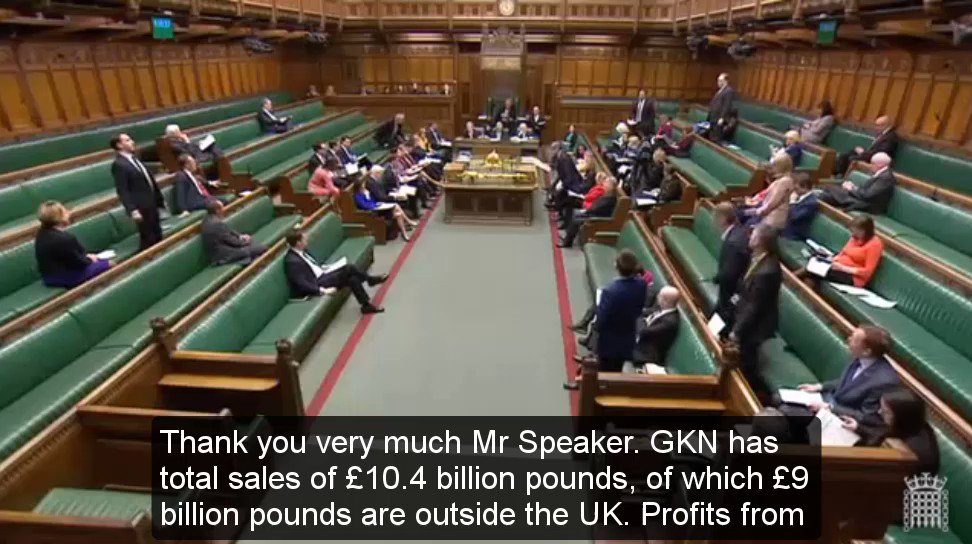 Thank you very much Mr Speaker. GKN has
total sales of £10.4 billion pounds, of which £9
billion pounds are outside the UK. Profits from